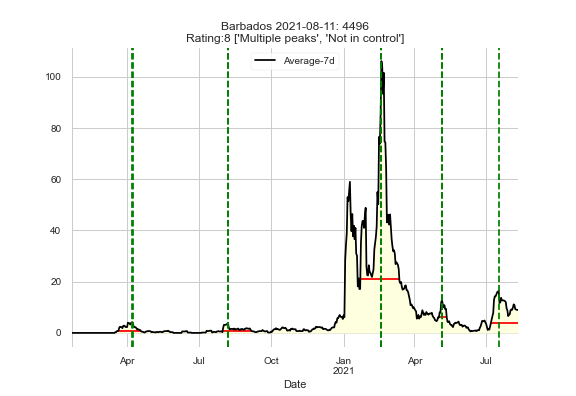 Barbados 2021-08-11: 4496
Rating:8 ['Multiple peaks', 'Not in control']
Average-7d
100
80
60
40
20
0
Apr Jul Oct Jan Apr Jul
2021
Date